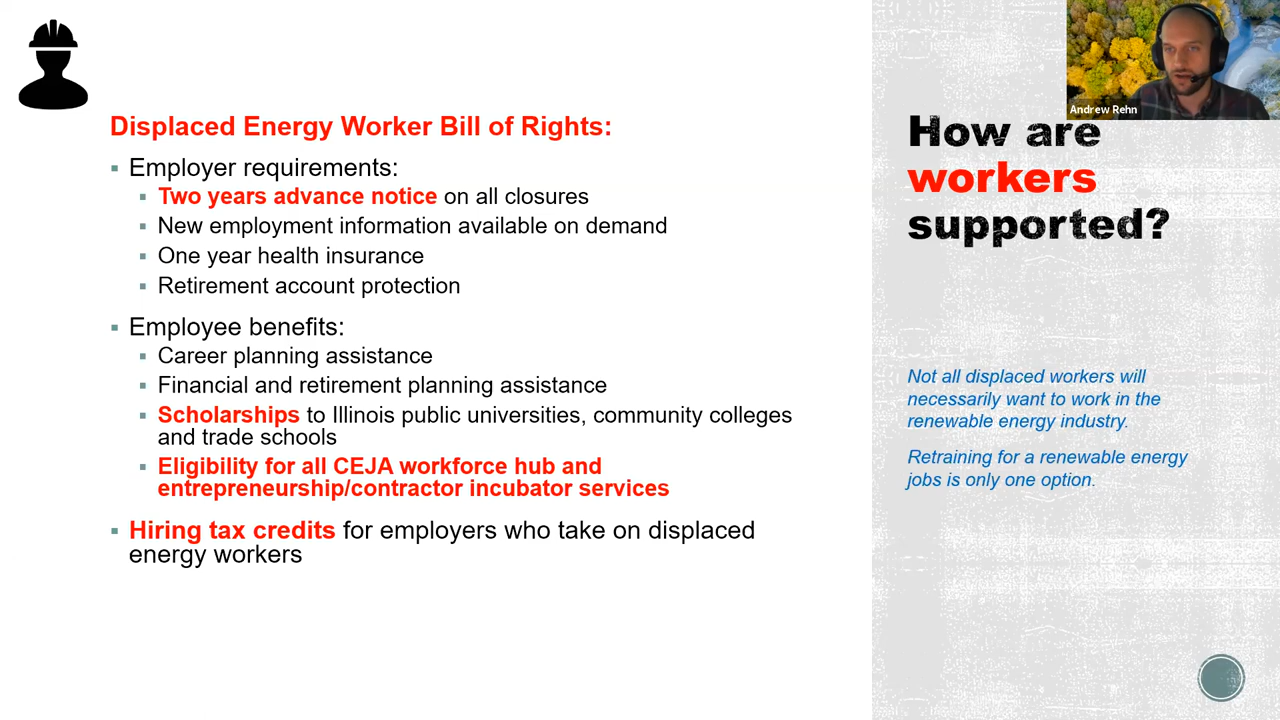 Displaced Energy Worker Bill of Rights:
Employer requirements:
Two years advance notice on all closures
New employment information available on demand
One year health insurance
Retirement account protection
Employee benefits:
Career planning assistance
Financial and retirement planning assistance
Scholarships to Illinois public universities, community colleges
and trade schools
Eligibility for all CEJA workforce hub and
entrepreneurship/contractor incubator services
Hiring tax credits for employers who take on displaced
energy workers
Andrew Rehn
How are
workers
supported?
Not all displaced workers will
necessarily want to work in the
renewable energy industry.
Retraining for a renewable energy
jobs is only one option.